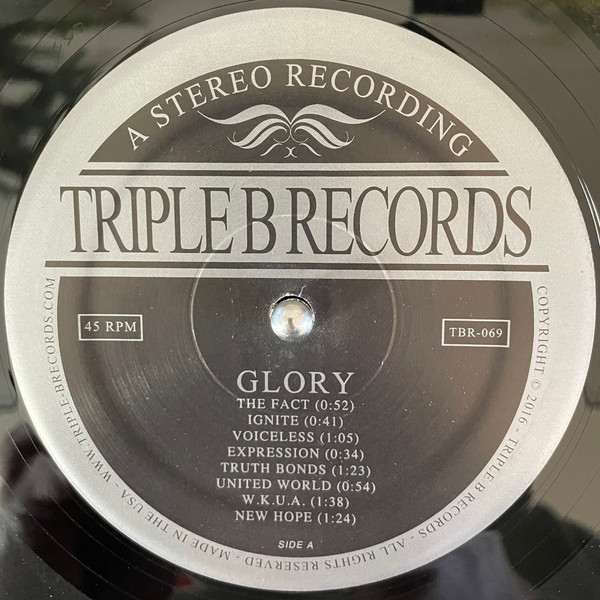 A STEREO RECORDING
TRIPLE B RECORDS
45 RPM
TBR-069
GLORY
THE FACT (0:52)
IGNITE (0:41)
VOICELESS (1:05)
EXPRESSION (0:34)
TRUTH BONDS (1:23)
UNITED WORLD (0:54)
W.K.U.A. (1:38)
NEW HOPE (1:24)
SIDE A
COPYRIGHT © 2016 - TRIPLE B RECORDS - ALL RIGHTS RESERVED - MADE IN THE USA - WWW.TRIPLE-BRECORDS.COM